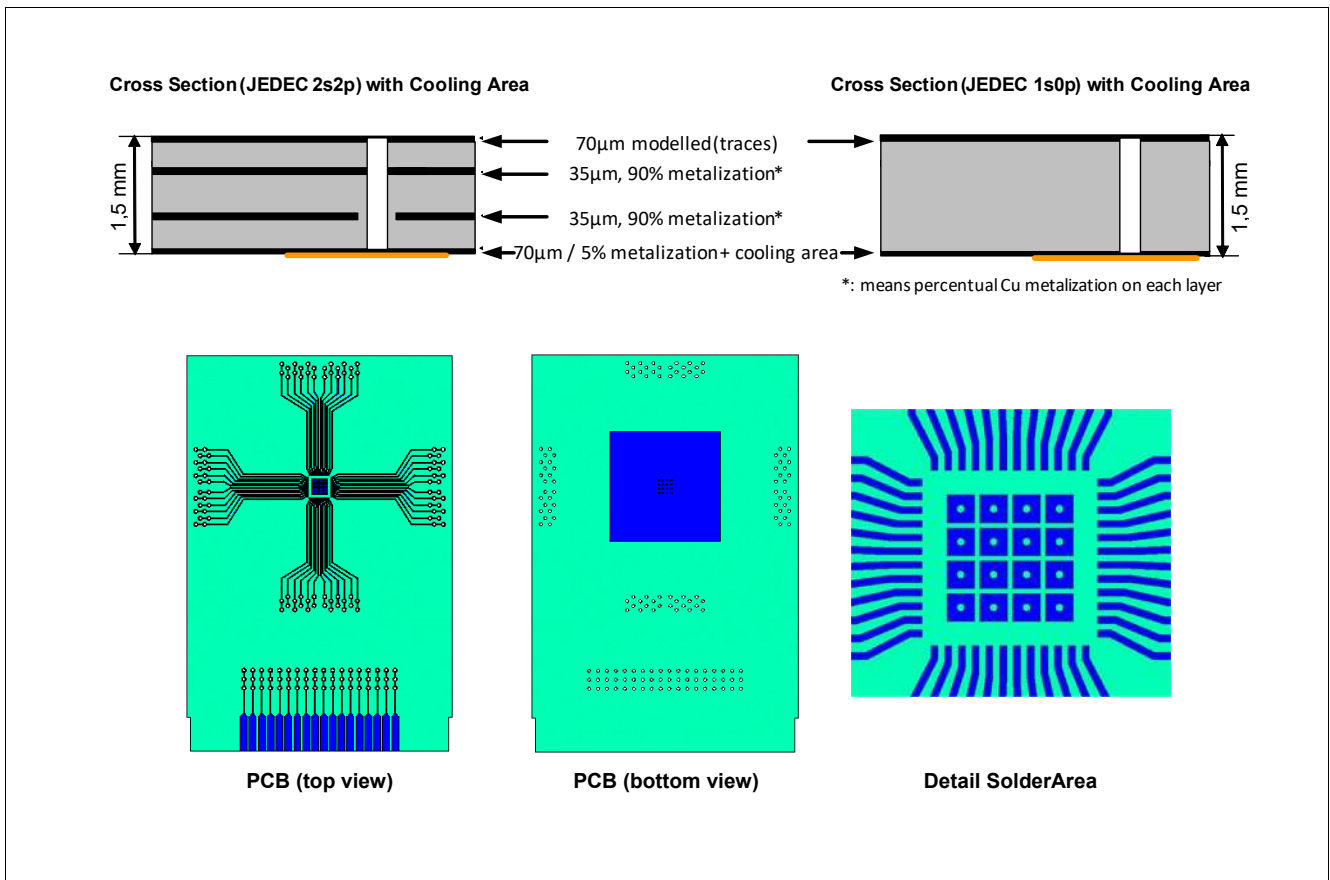 Cross Section (JEDEC 2s2p) with Cooling Area
Cross Section (JEDEC 1s0p) with Cooling Area
1,5 mm
70µm modelled (traces)
35µm, 90% metalization*
35µm, 90% metalization*
70µm / 5% metalization + cooling area
1,5 mm
*: means percentual Cu metalization on each layer
PCB (top view)
PCB (bottom view)
Detail SolderArea